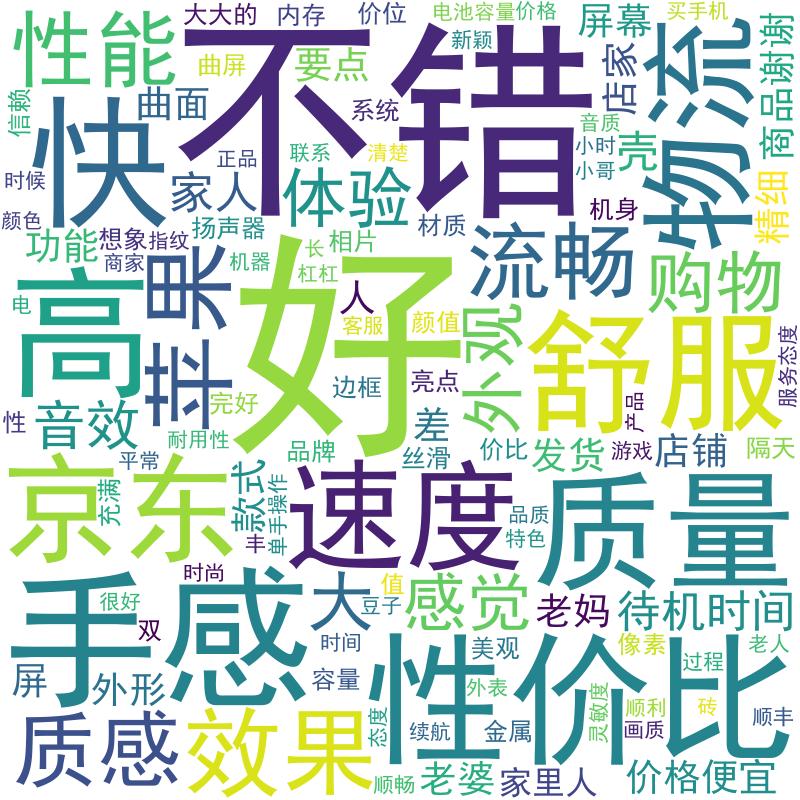 性能
大大的
内存
价位
电池容量
价格
屏幕
买手机
不错
曲屏
要点
新颖
店家
物流
商品谢谢
信赖
快
曲面
系统
音质
小时
小哥
壳
精细
时候
正品
联系
清楚
家人
体验
材质
机身
颜色
功能
想象
指纹
扬声器
长
相片
流畅
购物
商家
苹果
机器
杠杠
人
好
电
高
客服
颜值
外观
舒服
服务态度
边框
亮点
产品
性
音效
完好
耐用性
差
品牌
丝滑
价比
发货
游戏
店铺
隔天
平常
京东
充满
款式
单手操作
速度
品质
特色
质量
丰
时尚
手感
很好
双
大
值
豆子
感觉
老妈
待机时间
时间
性价比
美观
像素
老人
屏
外形
容量
外表
灵敏度
顺利
过程
砖
画质
顺丰
质感
效果
态度
续航
金属
顺畅
老婆
家里人
价格便宜